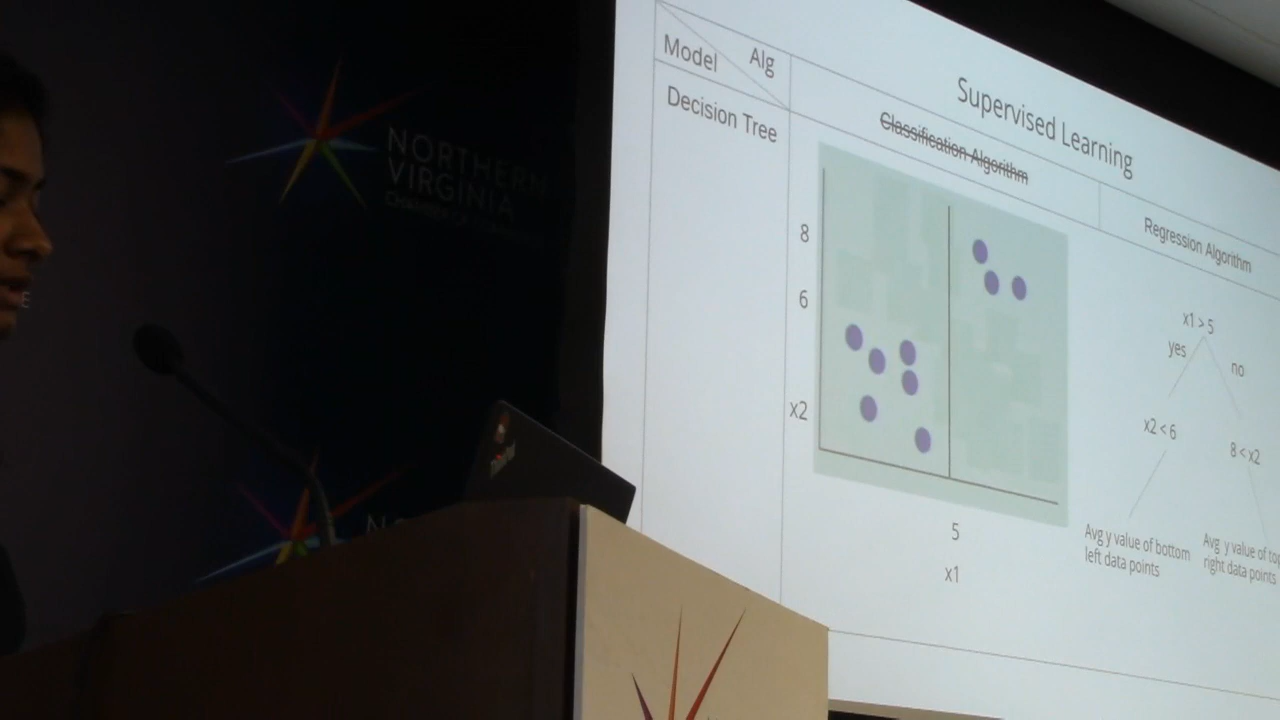 NORTHERN
VIRGINIA
Model
Alg
Supervised Learning
Decision Tree
Classification Algorithm
Regression Algorithm
8
6
x2
5
x1
x1 > 5
yes
no
x2 < 6
8 < x2
Avg y value of bottom
left data points
Avg y value of to
right data points
E